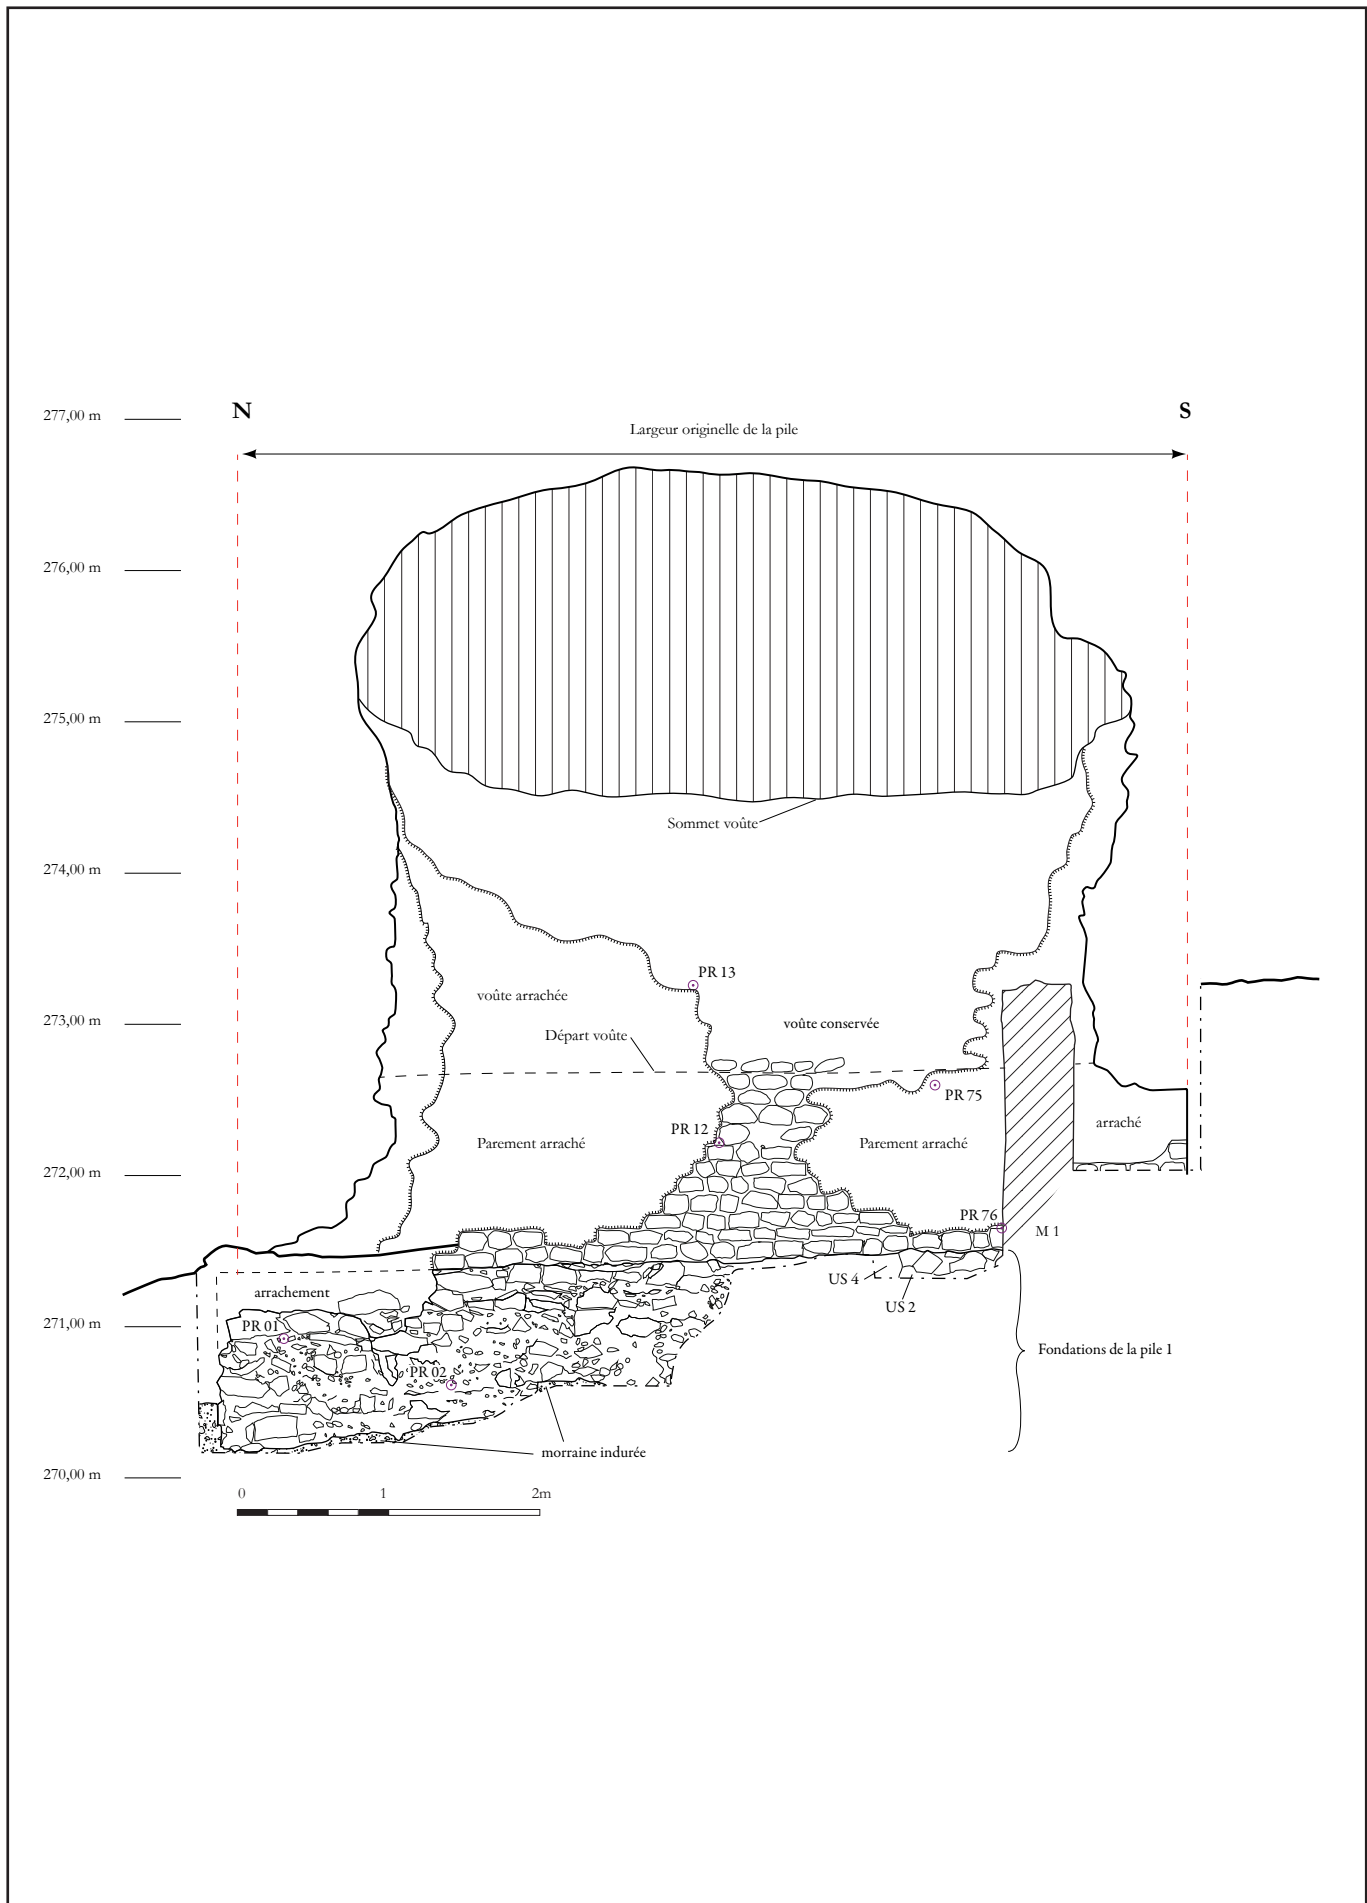 277,00 m
N
S
Largeur originelle de la pile
276,00 m
275,00 m
Sommet voûte
274,00 m
PR 13
voûte arrachée
voûte conservée
273,00 m
Départ voûte
PR 75
PR 12
arraché
Parement arraché
Parement arraché
272,00 m
PR 76
M 1
US 4
arrachement
US 2
271,00 m
PR 01
Fondations de la pile 1
PR 02
morraine indurée
270,00 m
0 1 2m